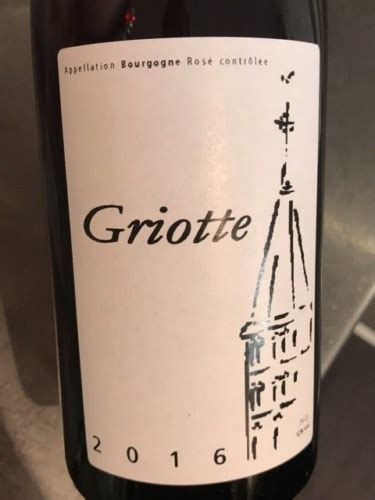 Appellation Bourgogne Rosé contrôlée
Griotte
2016